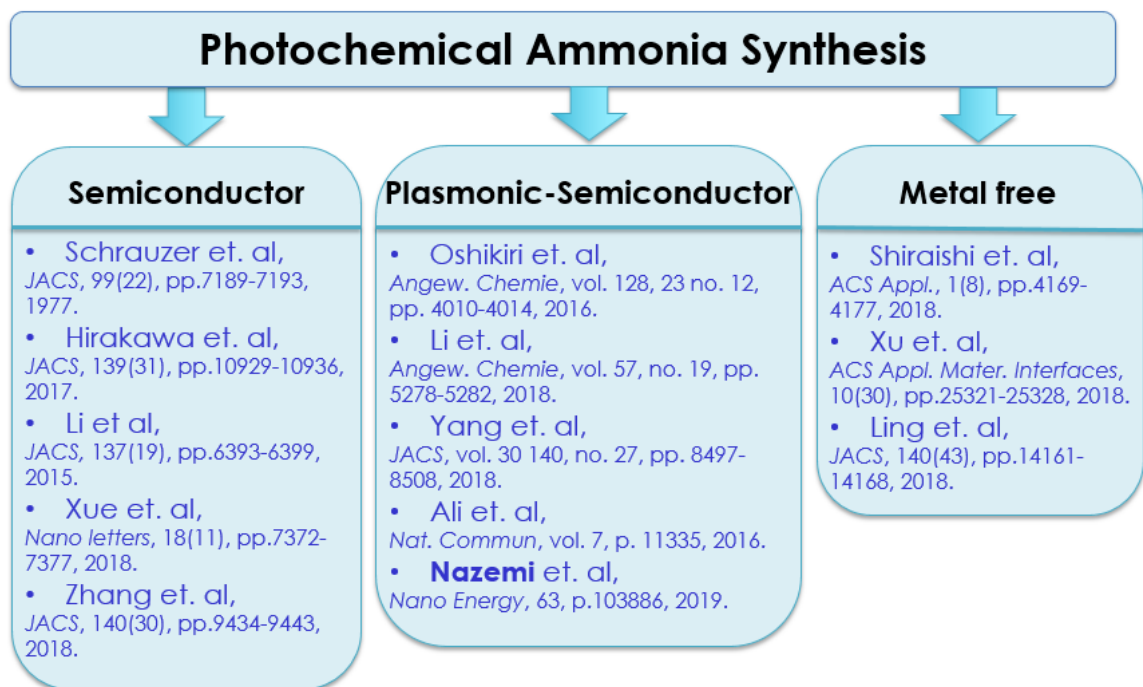 Photochemical Ammonia Synthesis
Semiconductor
• Schrauzer et. al,
JACS, 99(22), pp.7189-7193,
1977.
• Hirakawa et. al,
JACS, 139(31), pp.10929-10936,
2017.
• Li et al,
JACS, 137(19), pp.6393-6399,
2015.
• Xue et. al,
Nano letters, 18(11), pp.7372-
7377, 2018.
• Zhang et. al,
JACS, 140(30), pp.9434-9443,
2018.
Plasmonic-Semiconductor
• Oshikiri et. al,
Angew. Chemie, vol. 128, 23 no. 12,
pp. 4010-4014, 2016.
• Li et. al,
Angew. Chemie, vol. 57, no. 19, pp.
5278-5282, 2018.
• Yang et. al,
JACS, vol. 30 140, no. 27, pp. 8497-
8508, 2018.
• Ali et. al,
Nat. Commun, vol. 7, p. 11335, 2016.
• Nazemi et. al,
Nano Energy, 63, p.103886, 2019.
Metal free
• Shiraishi et. al,
ACS Appl., 1(8), pp.4169-
4177, 2018.
• Xu et. al,
ACS Appl. Mater. Interfaces,
10(30), pp.25321-25328, 2018.
• Ling et. al,
JACS, 140(43), pp.14161-
14168, 2018.